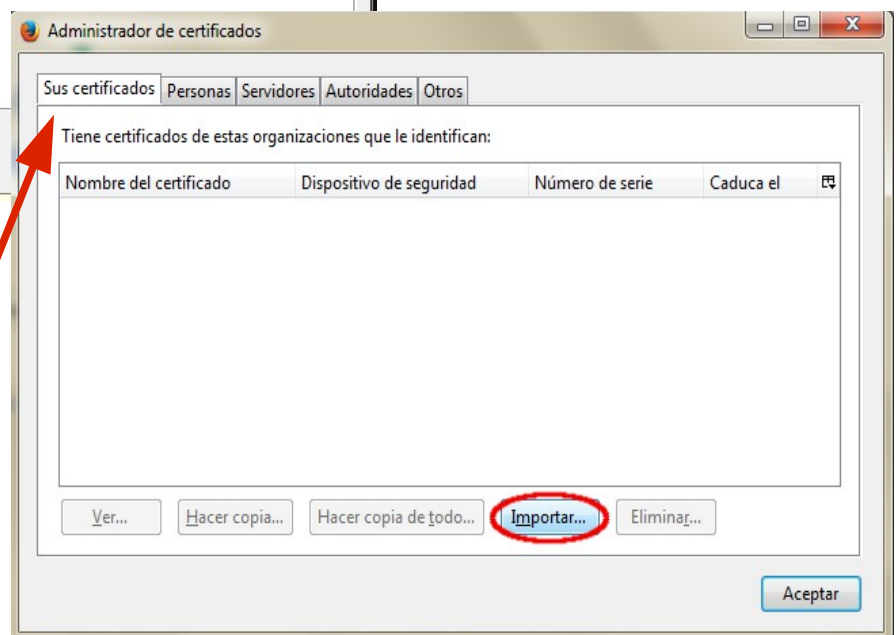 Administrador de certificados
Sus certificados Personas Servidores Autoridades Otros
Tiene certificados de estas organizaciones que le identifican:
Nombre del certificado Dispositivo de seguridad Número de serie Caduca el
Ver... Hacer copia... Hacer copia de todo... Importar... Eliminar...
Aceptar